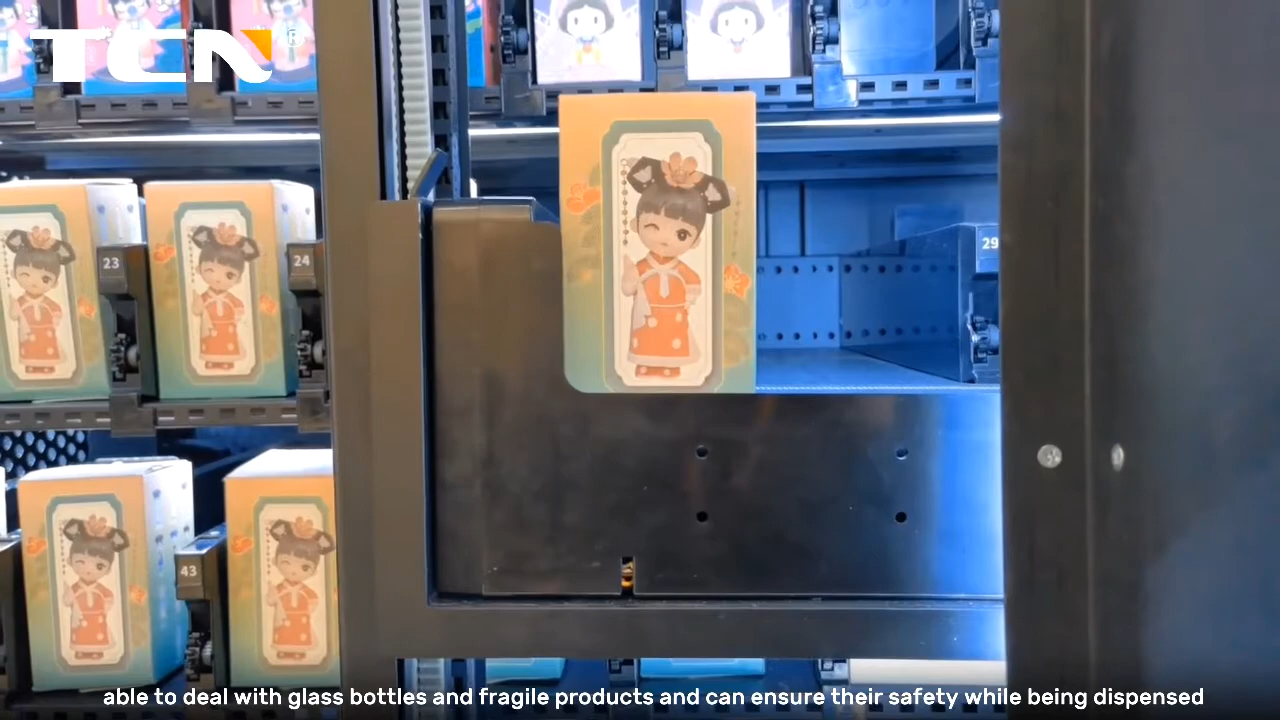 TCN
®
29
23
24
43
able to deal with glass bottles and fragile products and can ensure their safety while being dispensed